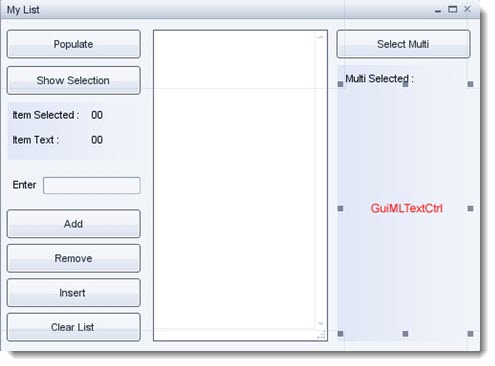 My List
Populate
Select Multi
Show Selection
Multi Selected :
Item Selected : 00
Item Text : 00
Enter
GuiMLTextCtrl
Add
Remove
Insert
Clear List